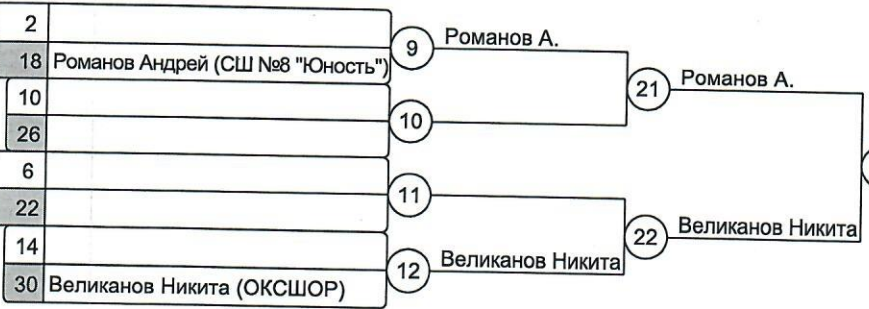 2
18 Романов Андрей (СШ №8 "Юность")
9 Романов А.
10
26
10
21 Романов А.
6
22
11
14
30 Великанов Никита (ОКСШОР)
12 Великанов Никита
22 Великанов Никита